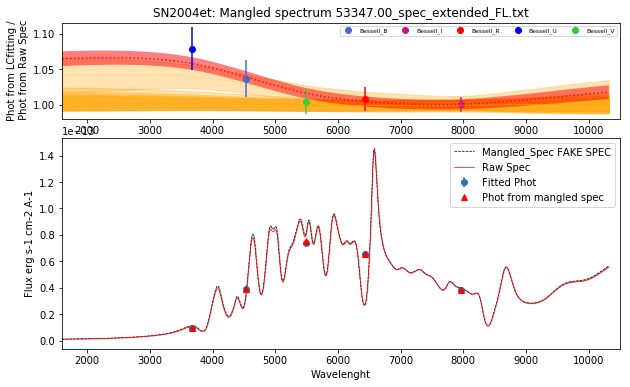 SN2004et: Mangled spectrum 53347.00_spec_extended_FL.txt
Phot from LCfitting /
Phot from Raw Spec
1.10
1.05
1.00
Bessell_B
Bessell_I
Bessell_R
Bessell_U
Bessell_V
2000 3000 4000 5000 6000 7000 8000 9000 10000
Flux erg s-1 cm-2 A-1
1.4
1.2
1.0
0.8
0.6
0.4
0.2
0.0
Mangled_Spec FAKE SPEC
Raw Spec
Fitted Phot
Phot from mangled spec
2000 3000 4000 5000 6000 7000 8000 9000 10000
Wavelenght